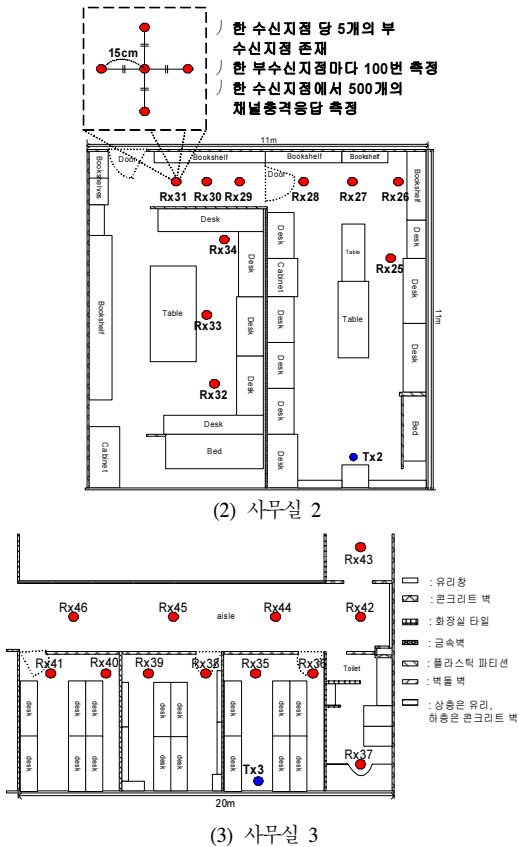 한 수신지점 당 5개의 부
수신지점 존재
한 부수신지점마다 100번 측정
한 수신지점에서 500개의
채널충격응답 측정
15cm
11m
Bookshelves
Door
Bookshelf
Bookshelf
Bookshelf
Door
Bookshelf
Rx31 Rx30 Rx29 Rx28 Rx27 Rx26
Desk
Rx34
Desk
Desk
Cabinet
Desk
Table
Rx25
Desk
Bookshelf
Table
Rx33
Desk
Desk
Table
Desk
11m
Rx32
Desk
Desk
Desk
Desk
Desk
Bed
Cabinet
Bed
Desk
Tx2
(2) 사무실 2
Rx43
Rx46 Rx45 aisle Rx44 Rx42
Rx41 Rx40 Rx39 Rx38 Rx35 Rx36
Toilet
desk desk desk desk desk desk desk desk
desk desk desk desk desk desk desk desk
Tx3
Rx37
20m
: 유리창
: 콘크리트 벽
: 화장실 타일
: 금속벽
: 플라스틱 파티션
: 벽돌 벽
: 상층은 유리,
하층은 콘크리트 벽
(3) 사무실 3